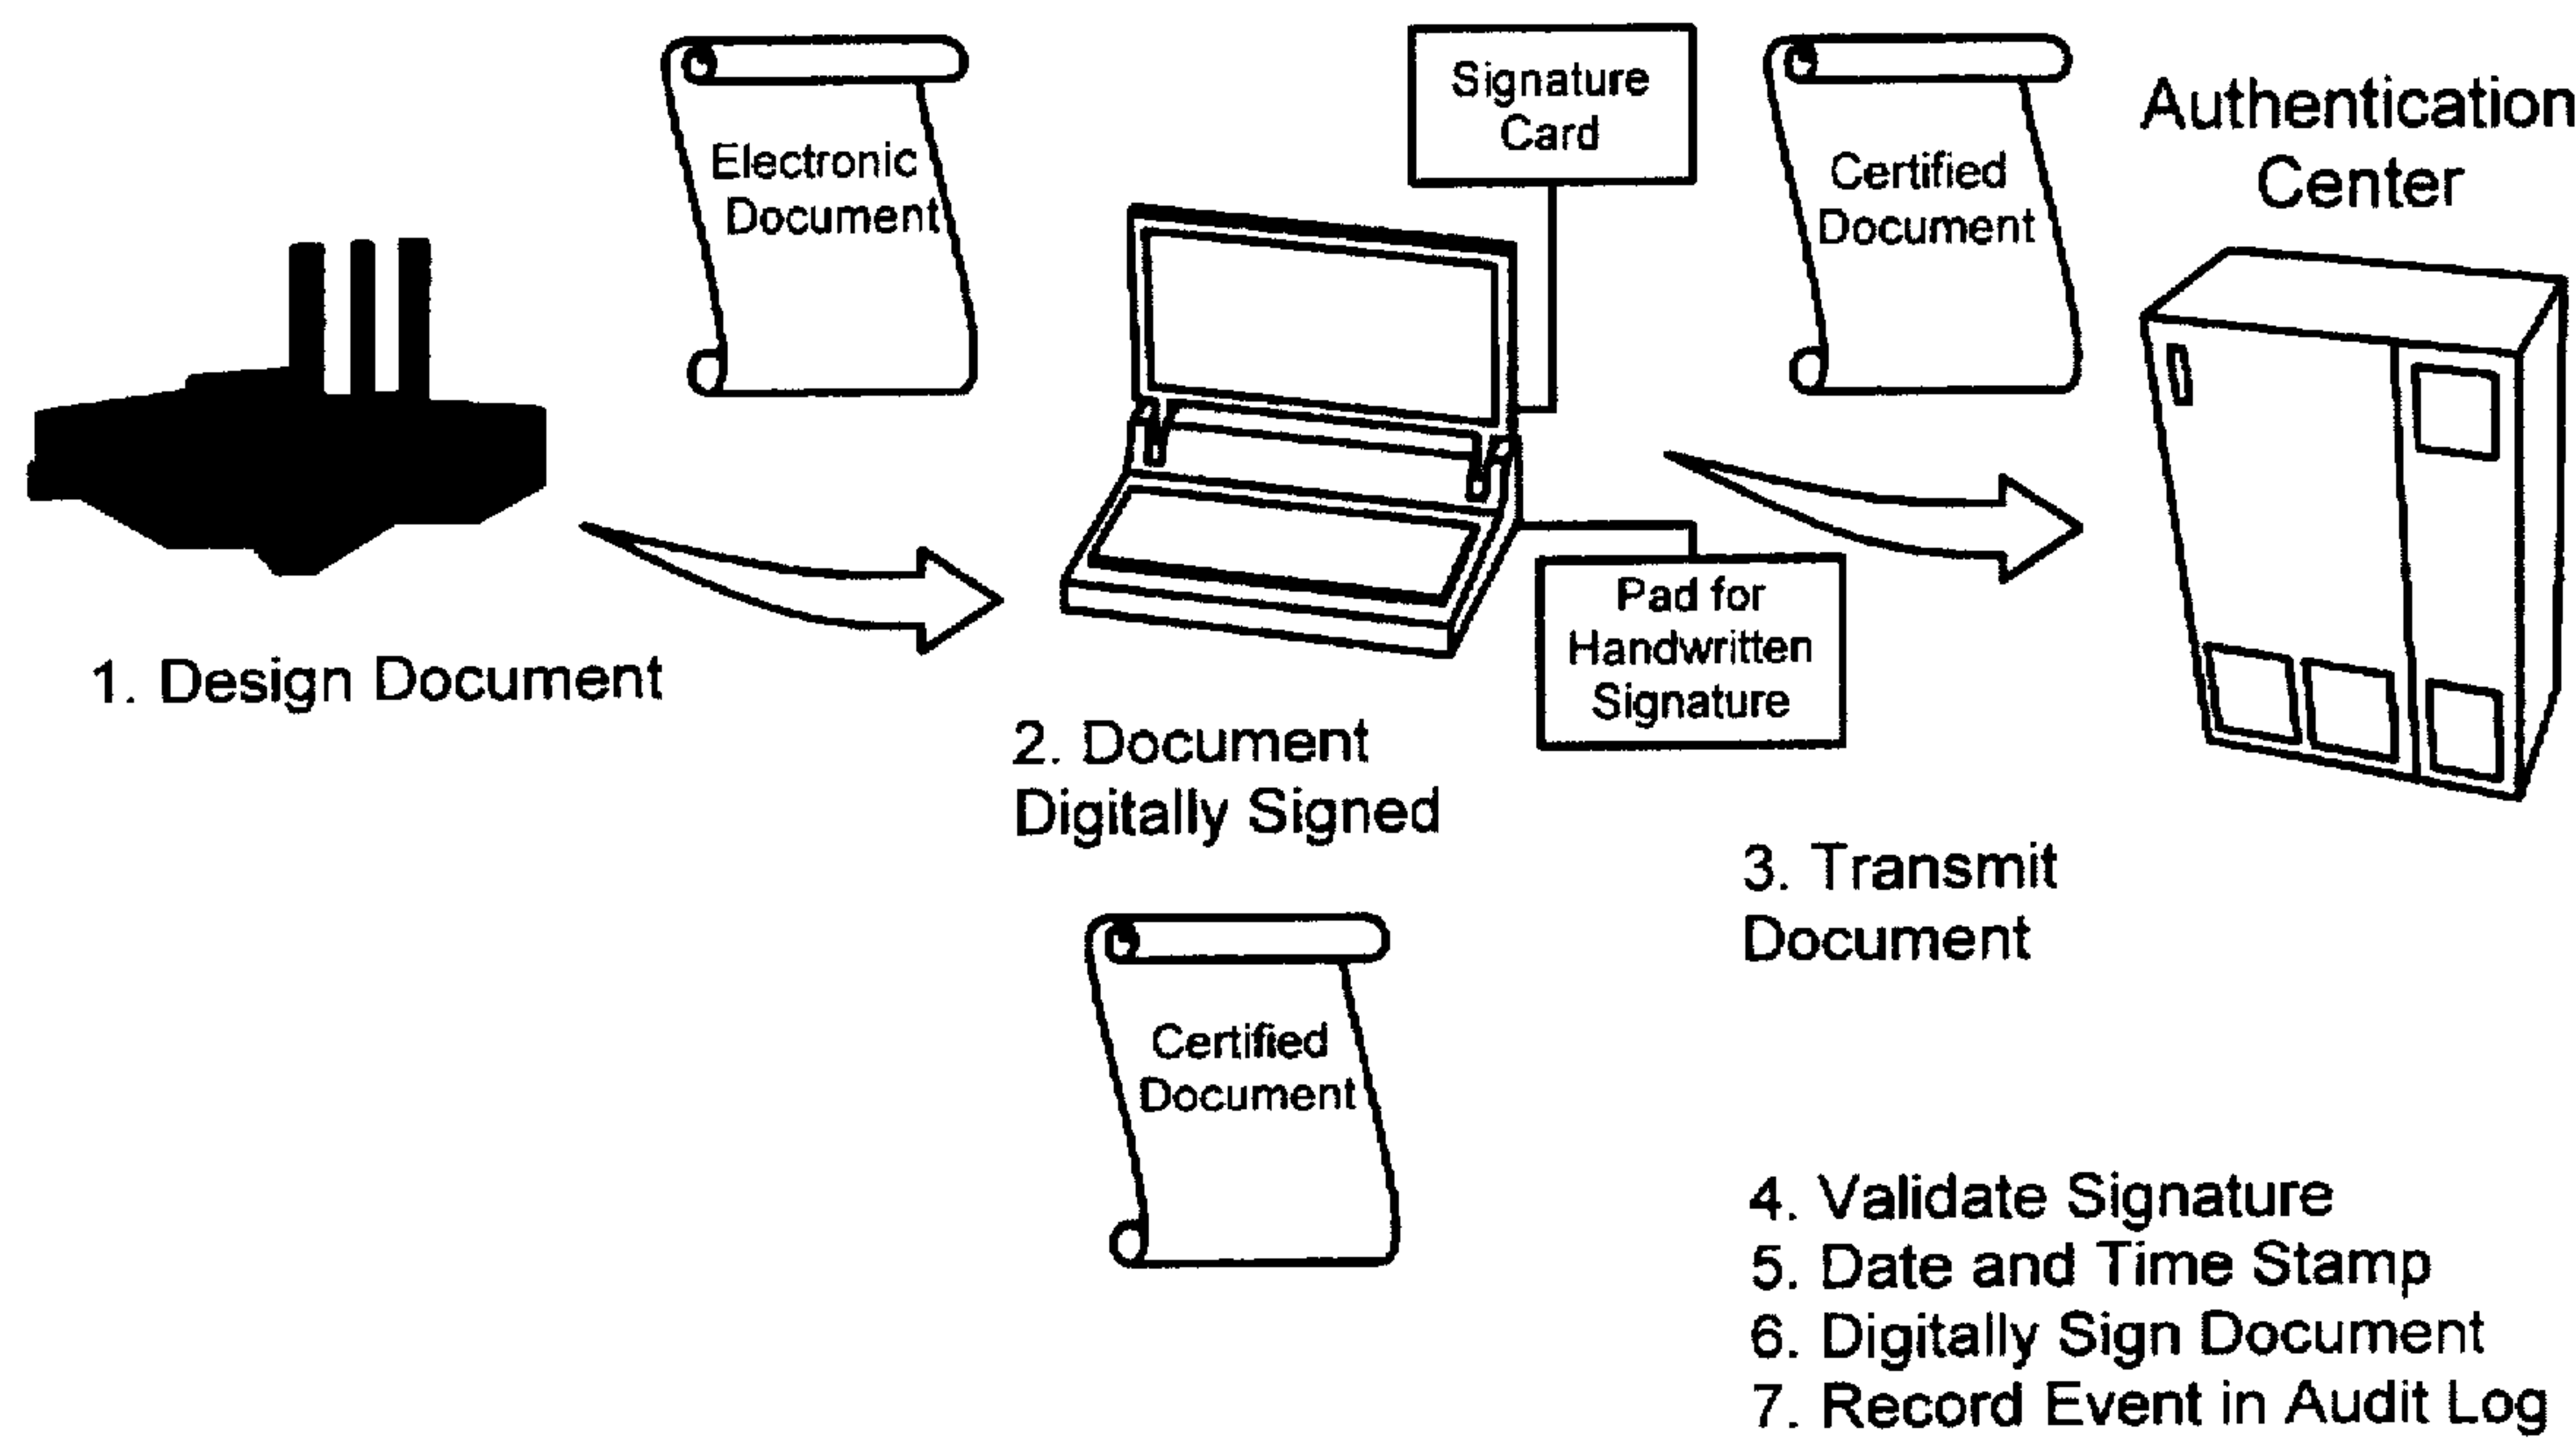 Electronic
Document
Signature
Card
Certified
Document
Authentication
Center
1. Design Document
Pad for
Handwritten
Signature
2. Document
Digitally Signed
3. Transmit
Document
Certified
Document
4. Validate Signature
5. Date and Time Stamp
6. Digitally Sign Document
7. Record Event in Audit Log